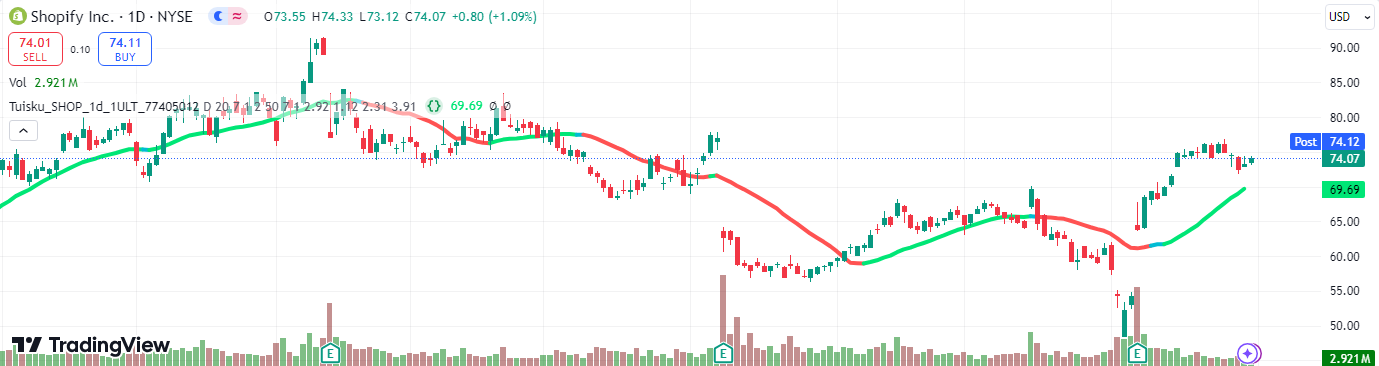 Shopify Inc. · 1D · NYSE O73.55 H74.33 L73.12 C74.07 +0.80 (+1.09%)
USD
74.01
SELL
0.10
74.11
BUY
Vol 2.921 M
Tuisku_SHOP_1d_1ULT_77405012 D 20 7 1 2 50 7 1 2.92 1.12 2.31 3.91 {} 69.69 Ø Ø
90.00
85.00
80.00
Post 74.12
74.07
69.69
65.00
60.00
55.00
50.00
2.921 M
TradingView
E
E
E